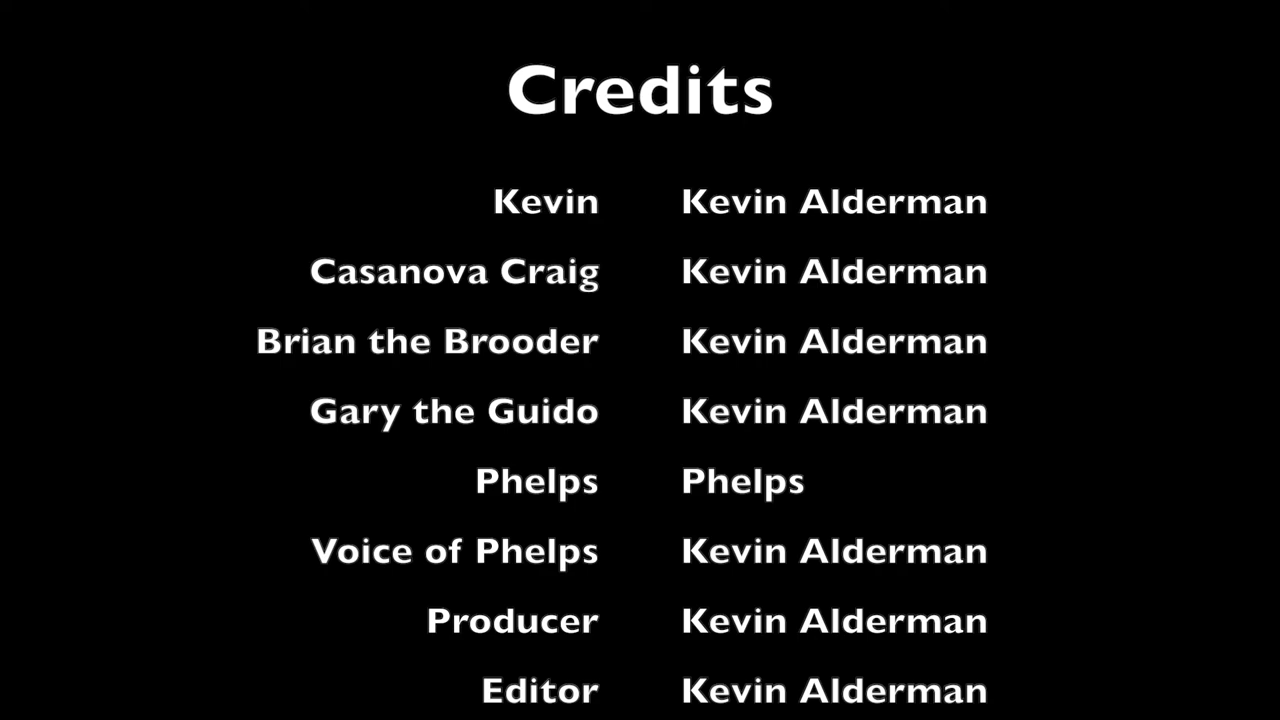 Credits
Kevin Kevin Alderman
Casanova Craig Kevin Alderman
Brian the Brooder Kevin Alderman
Gary the Guido Kevin Alderman
Phelps Phelps
Voice of Phelps Kevin Alderman
Producer Kevin Alderman
Editor Kevin Alderman